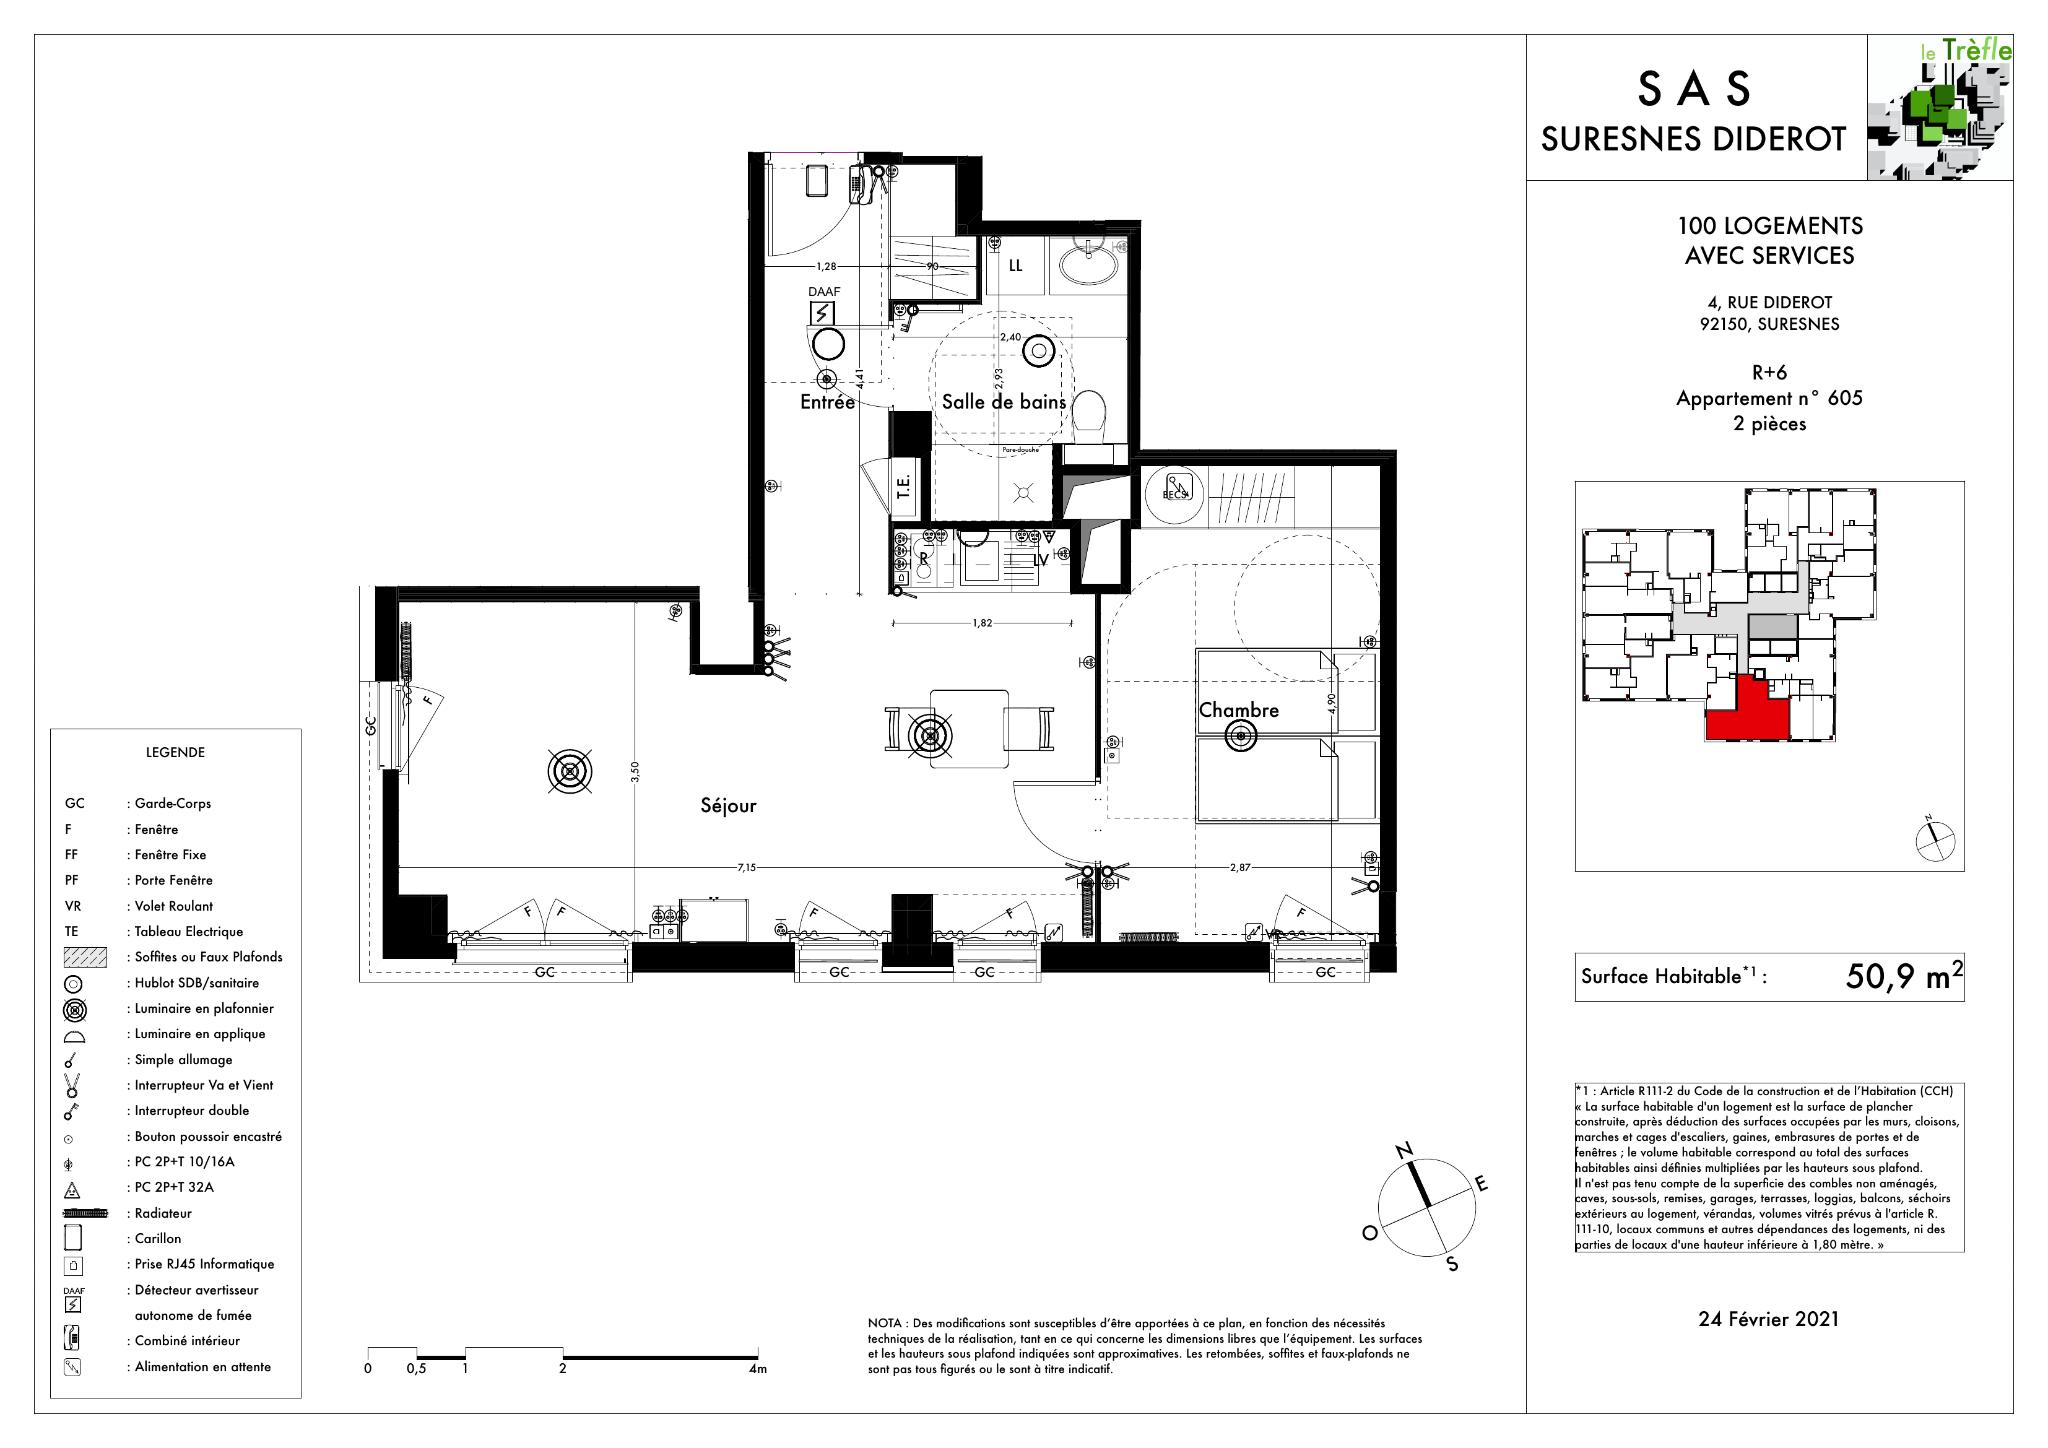 le Trèfle
S A S
SURESNES DIDEROT
100 LOGEMENTS
AVEC SERVICES
4, RUE DIDEROT
92150, SURESNES
R+6
Appartement n° 605
2 pièces
N
Surface Habitable*1 :
50,9 m2
*1 : Article R111-2 du Code de la construction et de l'Habitation (CCH)
« La surface habitable d'un logement est la surface de plancher
construite, après déduction des surfaces occupées par les murs, cloisons,
marches et cages d'escaliers, gaines, embrasures de portes et de
fenêtres ; le volume habitable correspond au total des surfaces
habitables ainsi définies multipliées par les hauteurs sous plafond.
Il n'est pas tenu compte de la superficie des combles non aménagés,
caves, sous-sols, remises, garages, terrasses, loggias, balcons, séchoirs
extérieurs au logement, vérandas, volumes vitrés prévus à l'article R.
111-10, locaux communs et autres dépendances des logements, ni des
parties de locaux d'une hauteur inférieure à 1,80 mètre. »
24 Février 2021
1,28
90
LL
DAAF
2,40
4,41
2,93
Entrée
Salle de bains
Pare-douche
T.E.
BECS
R
LV
1,82
F
GC
Chambre
4,90
3,50
Séjour
7,15
2,87
F
F
F
F
F
VR
GC
GC
GC
GC
LEGENDE
GC : Garde-Corps
F : Fenêtre
FF : Fenêtre Fixe
PF : Porte Fenêtre
VR : Volet Roulant
TE : Tableau Electrique
: Soffites ou Faux Plafonds
: Hublot SDB/sanitaire
: Luminaire en plafonnier
: Luminaire en applique
: Simple allumage
: Interrupteur Va et Vient
: Interrupteur double
: Bouton poussoir encastré
: PC 2P+T 10/16A
: PC 2P+T 32A
: Radiateur
: Carillon
: Prise RJ45 Informatique
DAAF : Détecteur avertisseur
autonome de fumée
: Combiné intérieur
: Alimentation en attente
N
E
O
S
0 0,5 1 2 4m
NOTA : Des modifications sont susceptibles d'être apportées à ce plan, en fonction des nécessités
techniques de la réalisation, tant en ce qui concerne les dimensions libres que l'équipement. Les surfaces
et les hauteurs sous plafond indiquées sont approximatives. Les retombées, soffites et faux-plafonds ne
sont pas tous figurés ou le sont à titre indicatif.